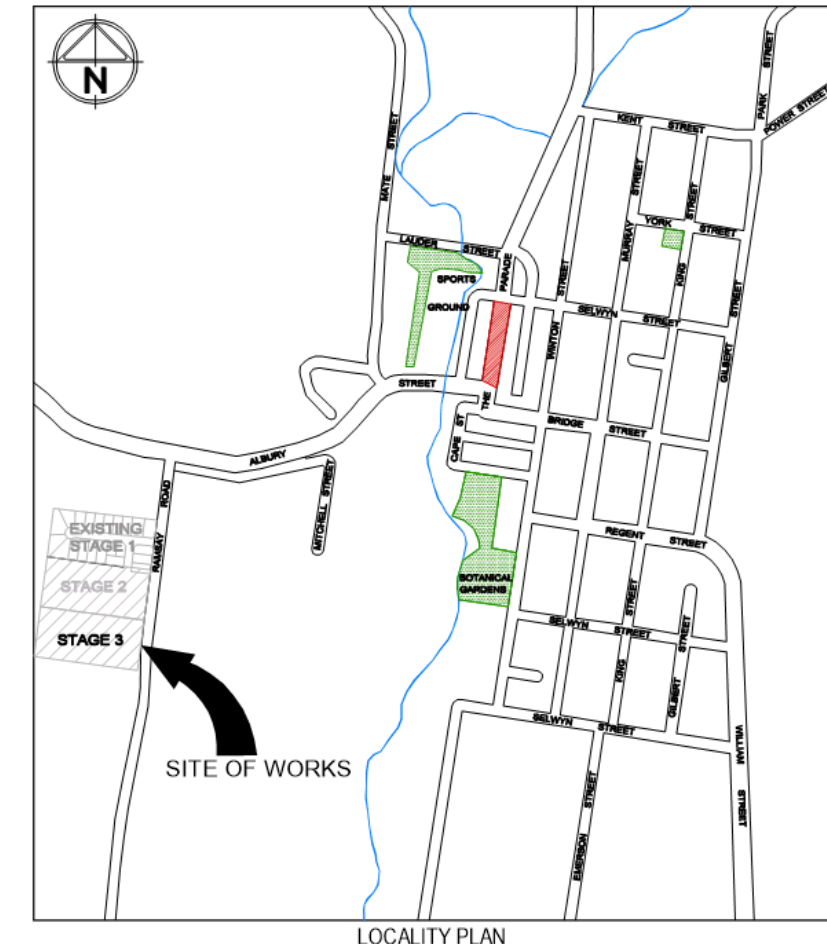 N
STREET
PARK
POWER STREET
KENT STREET
MATE STREET
MURRAY STREET
STREET
YORK STREET
LAUDER STREET
SPORTS
GROUND
PARADE
THE
KING
WINTON STREET
SELWYN STREET
GILBERT STREET
STREET
CAPE ST
BRIDGE STREET
ALBURY
MITCHELL STREET
RAMSAY ROAD
EXISTING
STAGE 1
STAGE 2
STAGE 3
REGENT STREET
BOTANICAL
GARDENS
SELWYN STREET
KING STREET
GILBERT STREET
SELWYN STREET
WILLIAM STREET
EMERSON STREET
SITE OF WORKS
LOCALITY PLAN